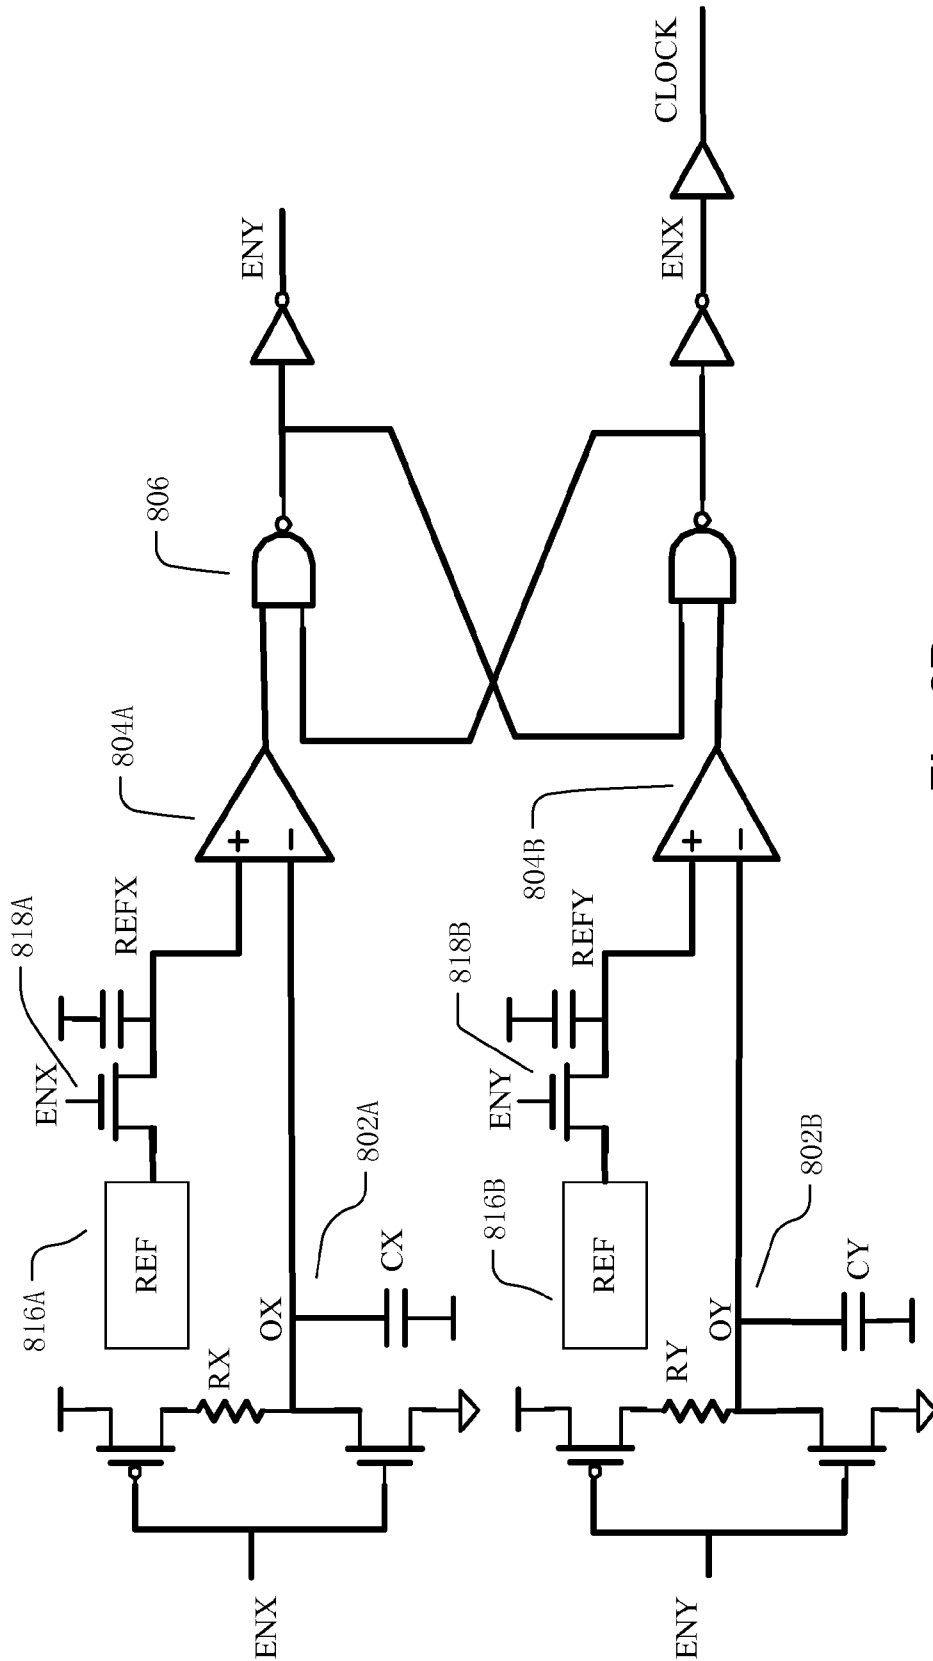 ENX
816A
REF
ENX
818A
REFX
RX
OX
CX
802A
804A
+
−
806
ENY
ENY
816B
REF
ENY
818B
REFY
RY
OY
CY
802B
804B
+
−
ENX
CLOCK